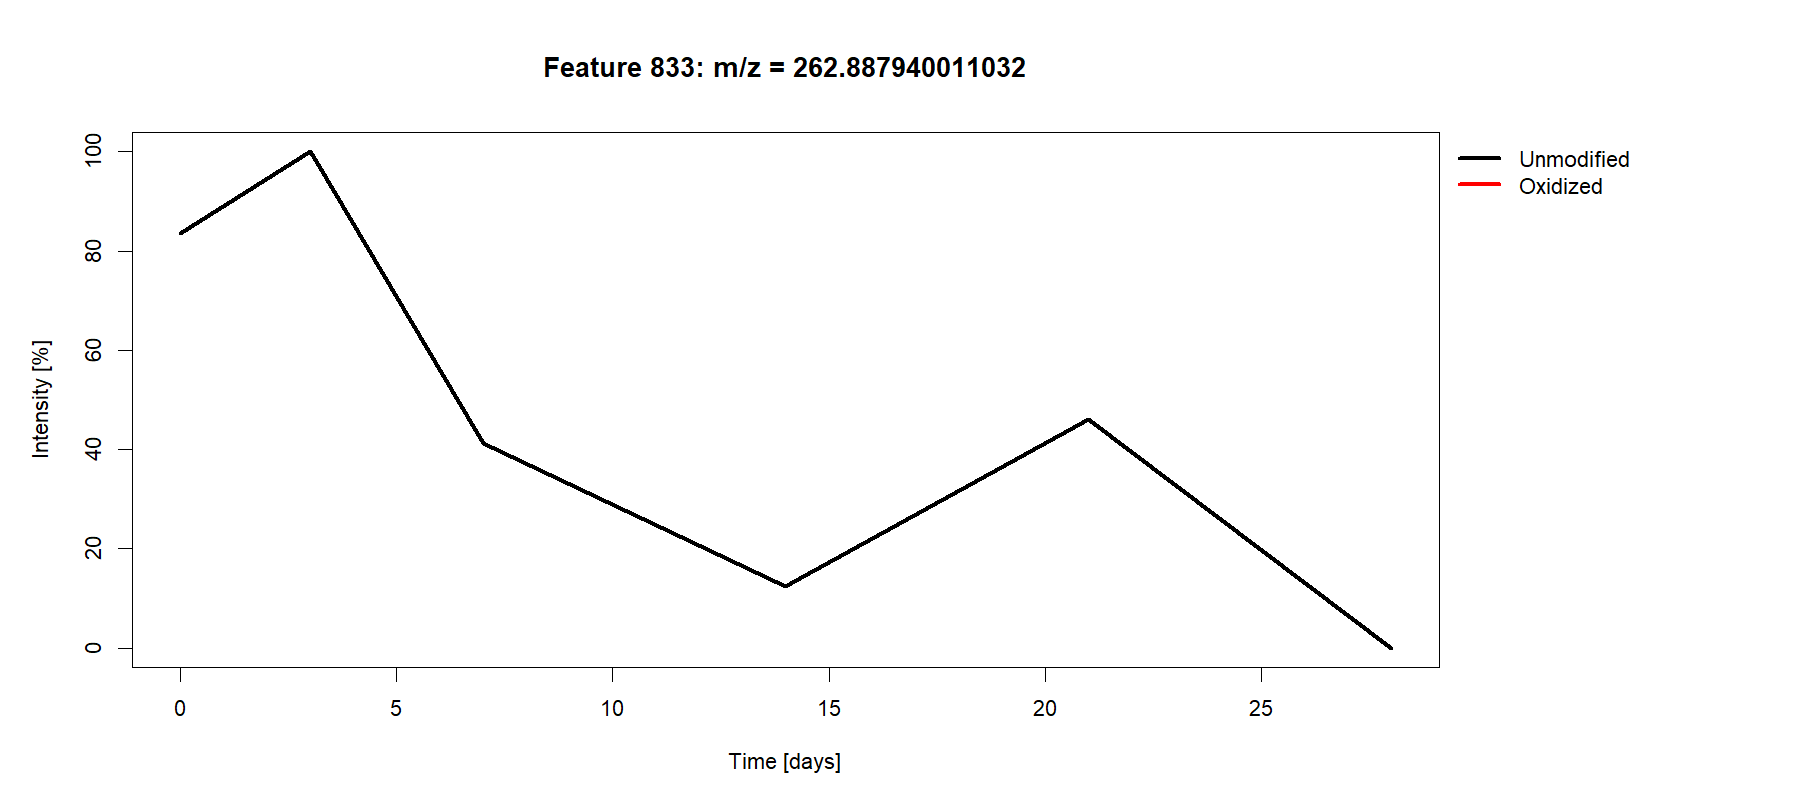 Feature 833: m/z = 262.887940011032
Unmodified
Oxidized
Intensity [%]
100
80
60
40
20
0
0 5 10 15 20 25
Time [days]